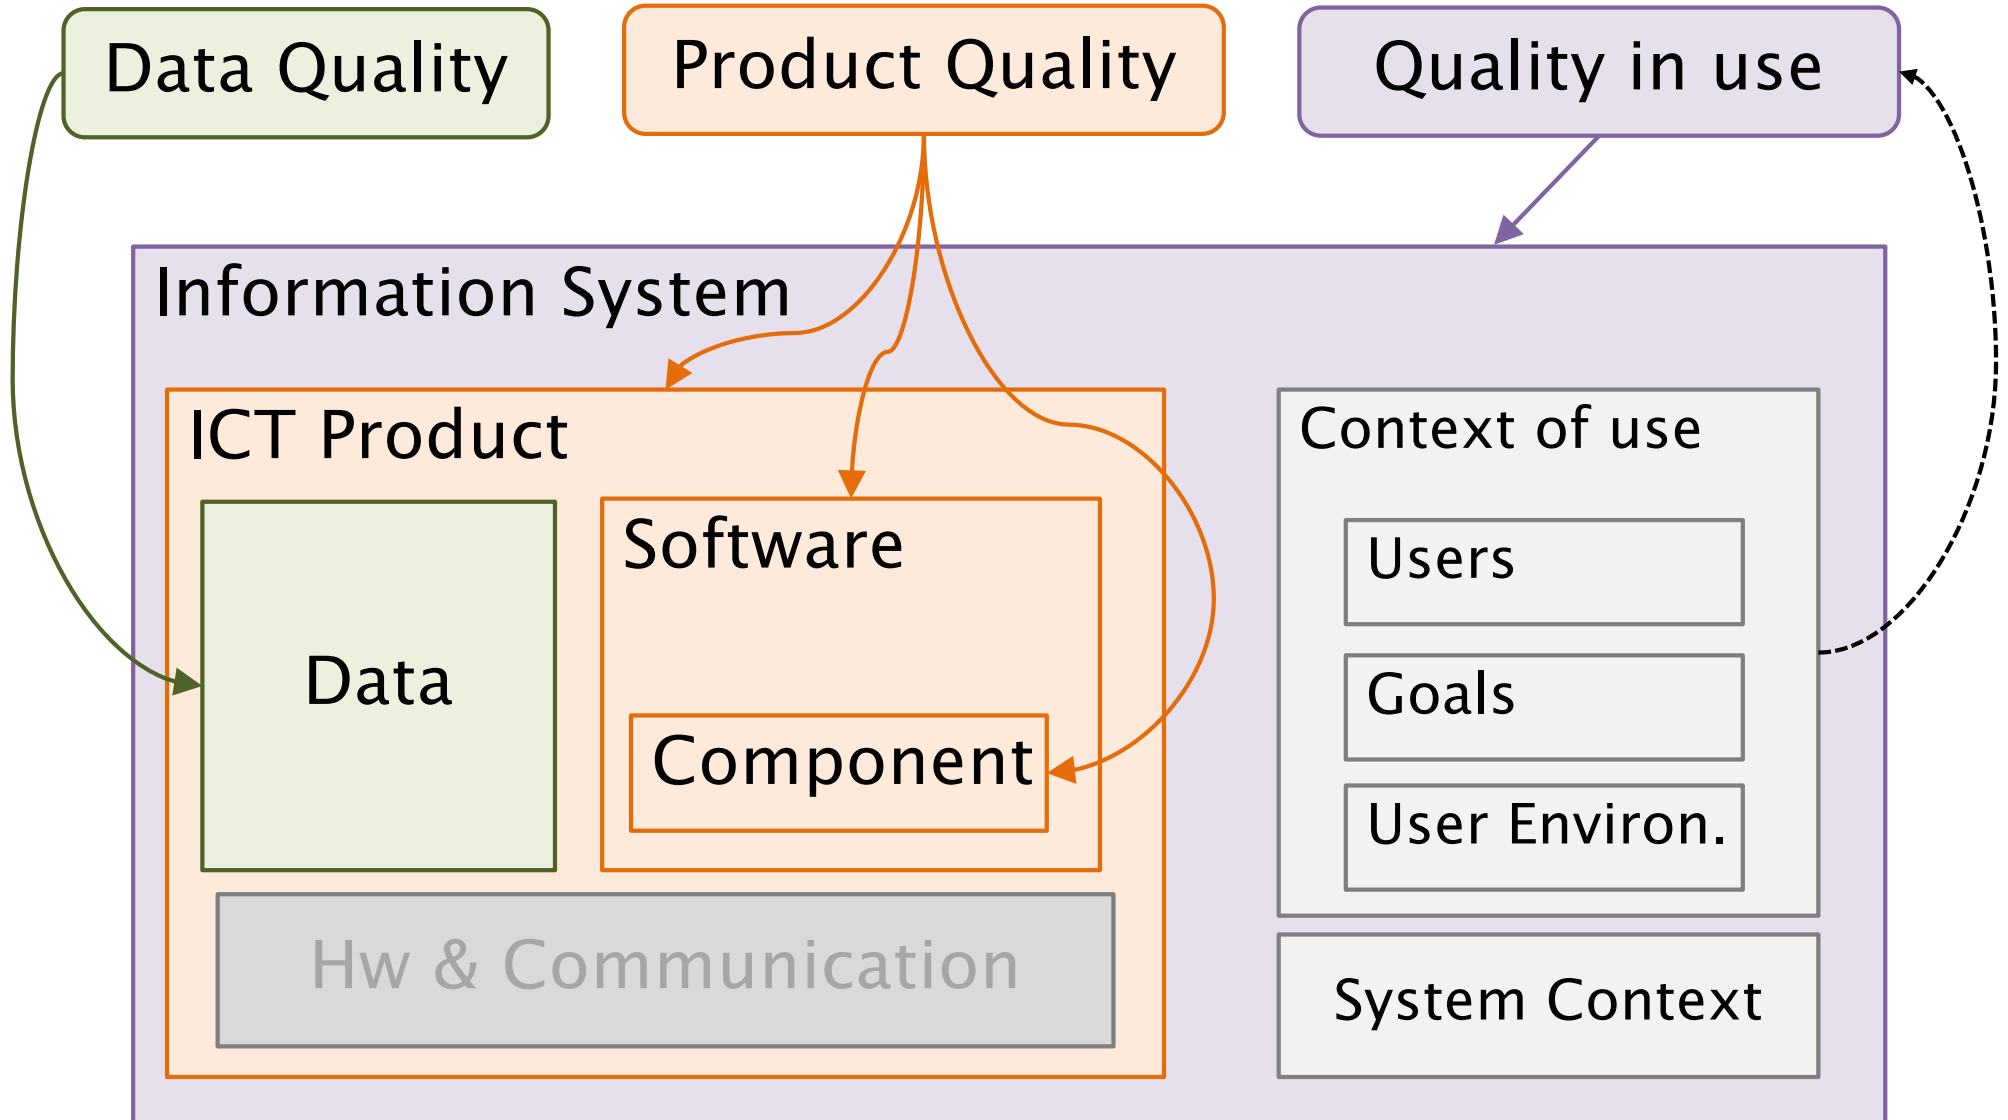 Data Quality
Product Quality
Quality in use
Information System
ICT Product
Data
Software
Component
Hw & Communication
Context of use
Users
Goals
User Environ.
System Context